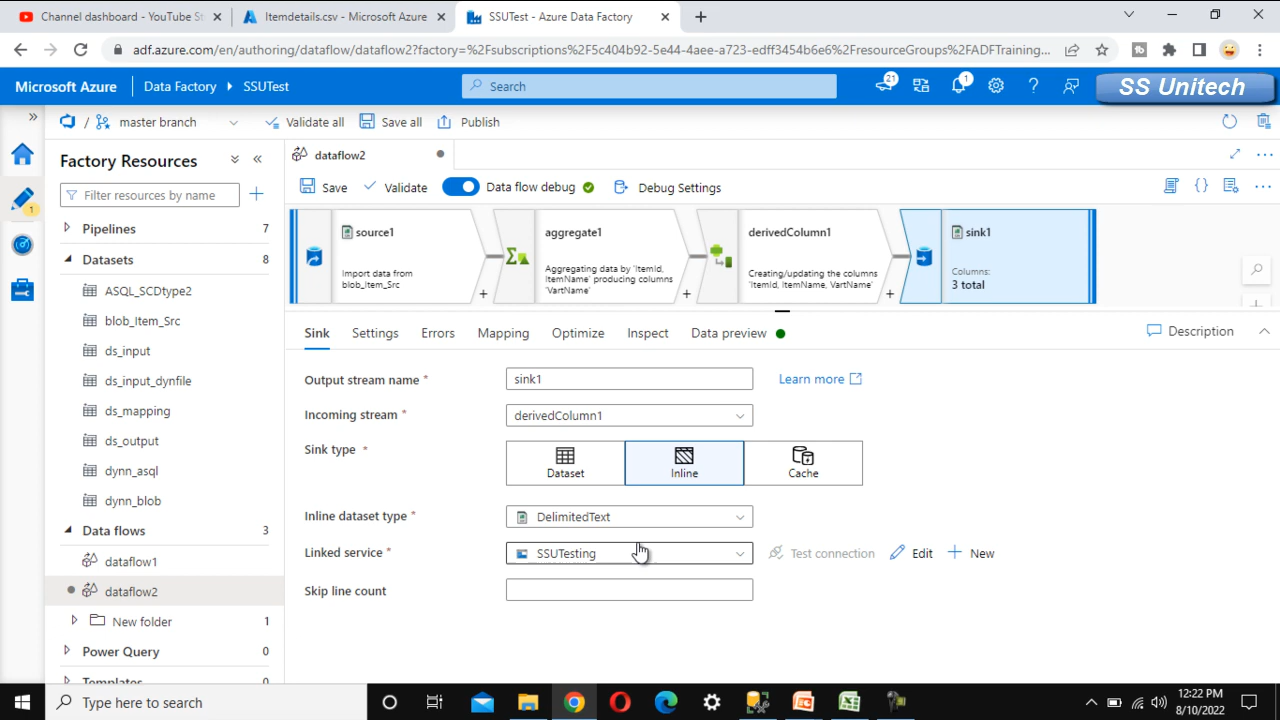 Channel dashboard - YouTube St
Itemdetails.csv - Microsoft Azure
SSUTest - Azure Data Factory
adf.azure.com/en/authoring/dataflow/dataflow2?factory=%2Fsubscriptions%2F5c404b92-5e44-4aee-a723-edff3454b6e6%2FresourceGroups%2FADFTraining...
Microsoft Azure
Data Factory
SSUTest
Search
21
1
SS Unitech
/
master branch
Validate all
Save all
Publish
Factory Resources
Filter resources by name
1
Pipelines 7
Datasets 8
ASQL_SCDtype2
blob_Item_Src
ds_input
ds_input_dynfile
ds_mapping
ds_output
dynn_asql
dynn_blob
Data flows 3
dataflow1
dataflow2
New folder 1
Power Query 0
Templates 0
dataflow2
Save
Validate
Data flow debug
Debug Settings
source1
Import data from
blob_Item_Src
aggregate1
Aggregating data by 'ItemId,
ItemName' producing columns
'VartName'
derivedColumn1
Creating/updating the columns
'ItemId, ItemName, VartName'
sink1
Columns:
3 total
Sink
Settings
Errors
Mapping
Optimize
Inspect
Data preview
Description
Output stream name *
sink1
Learn more
Incoming stream *
derivedColumn1
Sink type *
Dataset
Inline
Cache
Inline dataset type *
DelimitedText
Linked service *
SSUTesting
Test connection
Edit
New
Skip line count
Type here to search
12:22 PM
8/10/2022